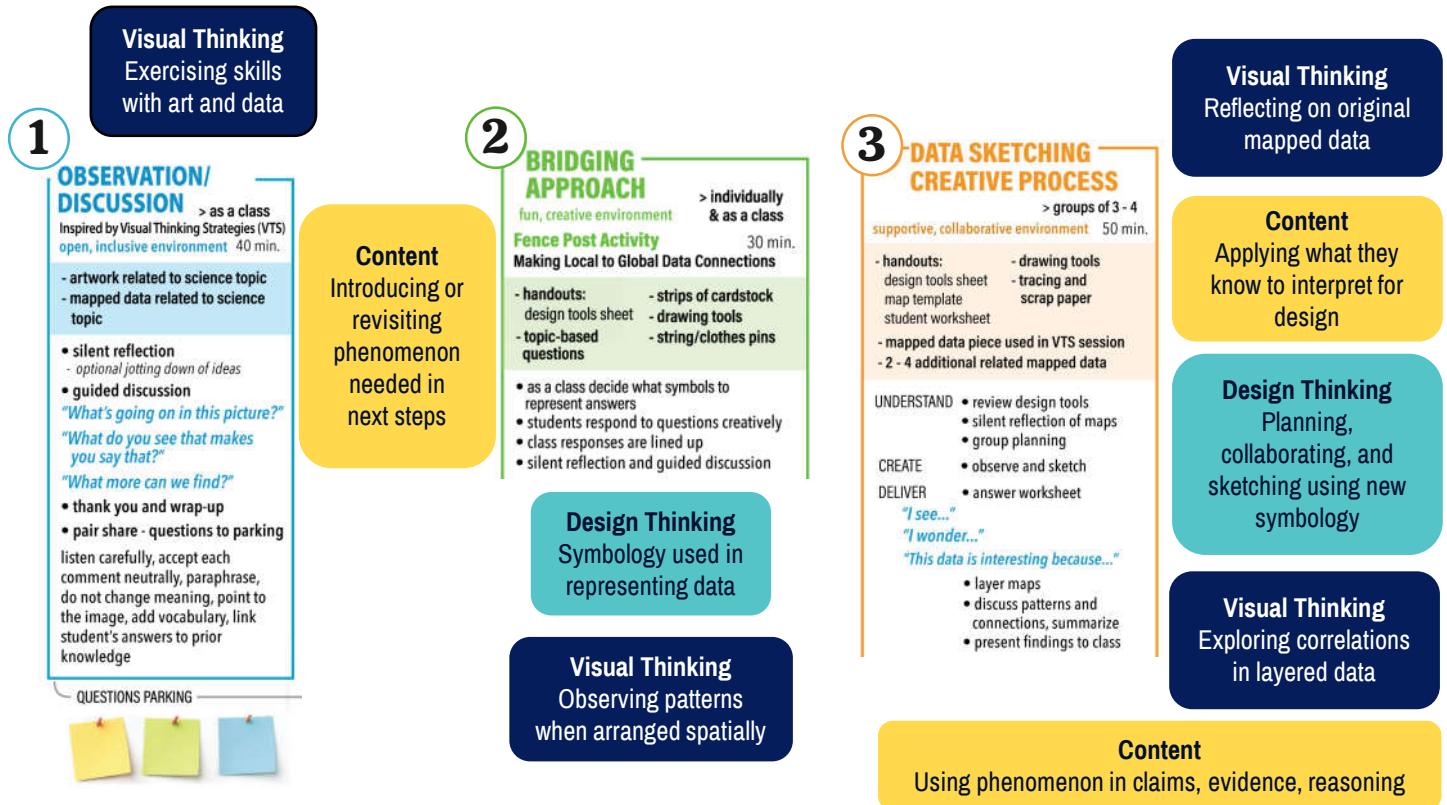 Visual Thinking
Exercising skills
with art and data
1
OBSERVATION/
DISCUSSION > as a class
Inspired by Visual Thinking Strategies (VTS)
open, inclusive environment 40 min.
- artwork related to science topic
- mapped data related to science
topic
• silent reflection
- optional jotting down of ideas
• guided discussion
"What's going on in this picture?"
"What do you see that makes
you say that?"
"What more can we find?"
• thank you and wrap-up
• pair share - questions to parking
listen carefully, accept each
comment neutrally, paraphrase,
do not change meaning, point to
the image, add vocabulary, link
student's answers to prior
knowledge
QUESTIONS PARKING
Content
Introducing or
revisiting
phenomenon
needed in
next steps
2
BRIDGING
APPROACH
> individually
& as a class
fun, creative environment
Fence Post Activity 30 min.
Making Local to Global Data Connections
- handouts:
design tools sheet
- topic-based
questions
- strips of cardstock
- drawing tools
- string/clothes pins
• as a class decide what symbols to
represent answers
• students respond to questions creatively
• class responses are lined up
• silent reflection and guided discussion
Design Thinking
Symbology used in
representing data
Visual Thinking
Observing patterns
when arranged spatially
3
DATA SKETCHING
CREATIVE PROCESS
> groups of 3 - 4
supportive, collaborative environment 50 min.
- handouts:
design tools sheet
map template
student worksheet
- drawing tools
- tracing and
scrap paper
- mapped data piece used in VTS session
- 2 - 4 additional related mapped data
UNDERSTAND • review design tools
• silent reflection of maps
• group planning
CREATE • observe and sketch
DELIVER • answer worksheet
"I see..."
"I wonder..."
"This data is interesting because..."
• layer maps
• discuss patterns and
connections, summarize
• present findings to class
Visual Thinking
Reflecting on original
mapped data
Content
Applying what they
know to interpret for
design
Design Thinking
Planning,
collaborating, and
sketching using new
symbology
Visual Thinking
Exploring correlations
in layered data
Content
Using phenomenon in claims, evidence, reasoning